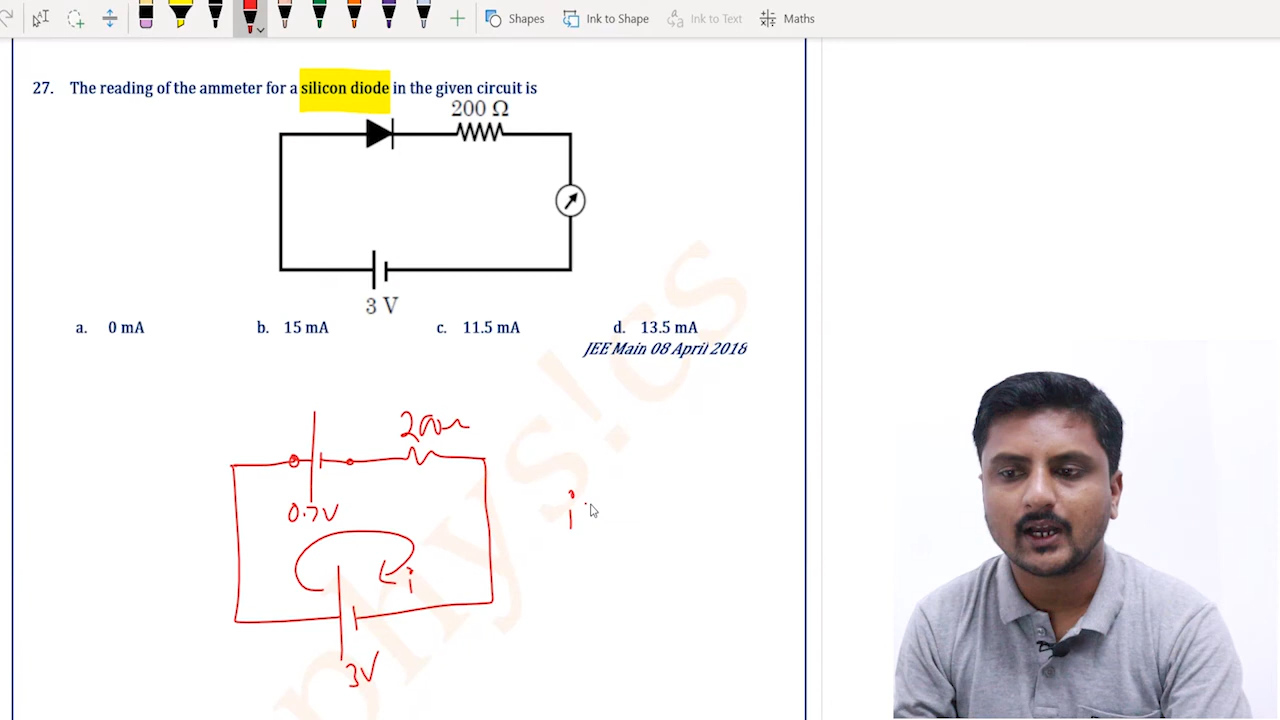 Shapes Ink to Shape Ink to Text Maths
27. The reading of the ammeter for a silicon diode in the given circuit is
200 Ω
3 V
a. 0 mA b. 15 mA c. 11.5 mA d. 13.5 mA
JEE Main 08 April 2018
200Ω
0.7V
i
i
3V
phys!cs